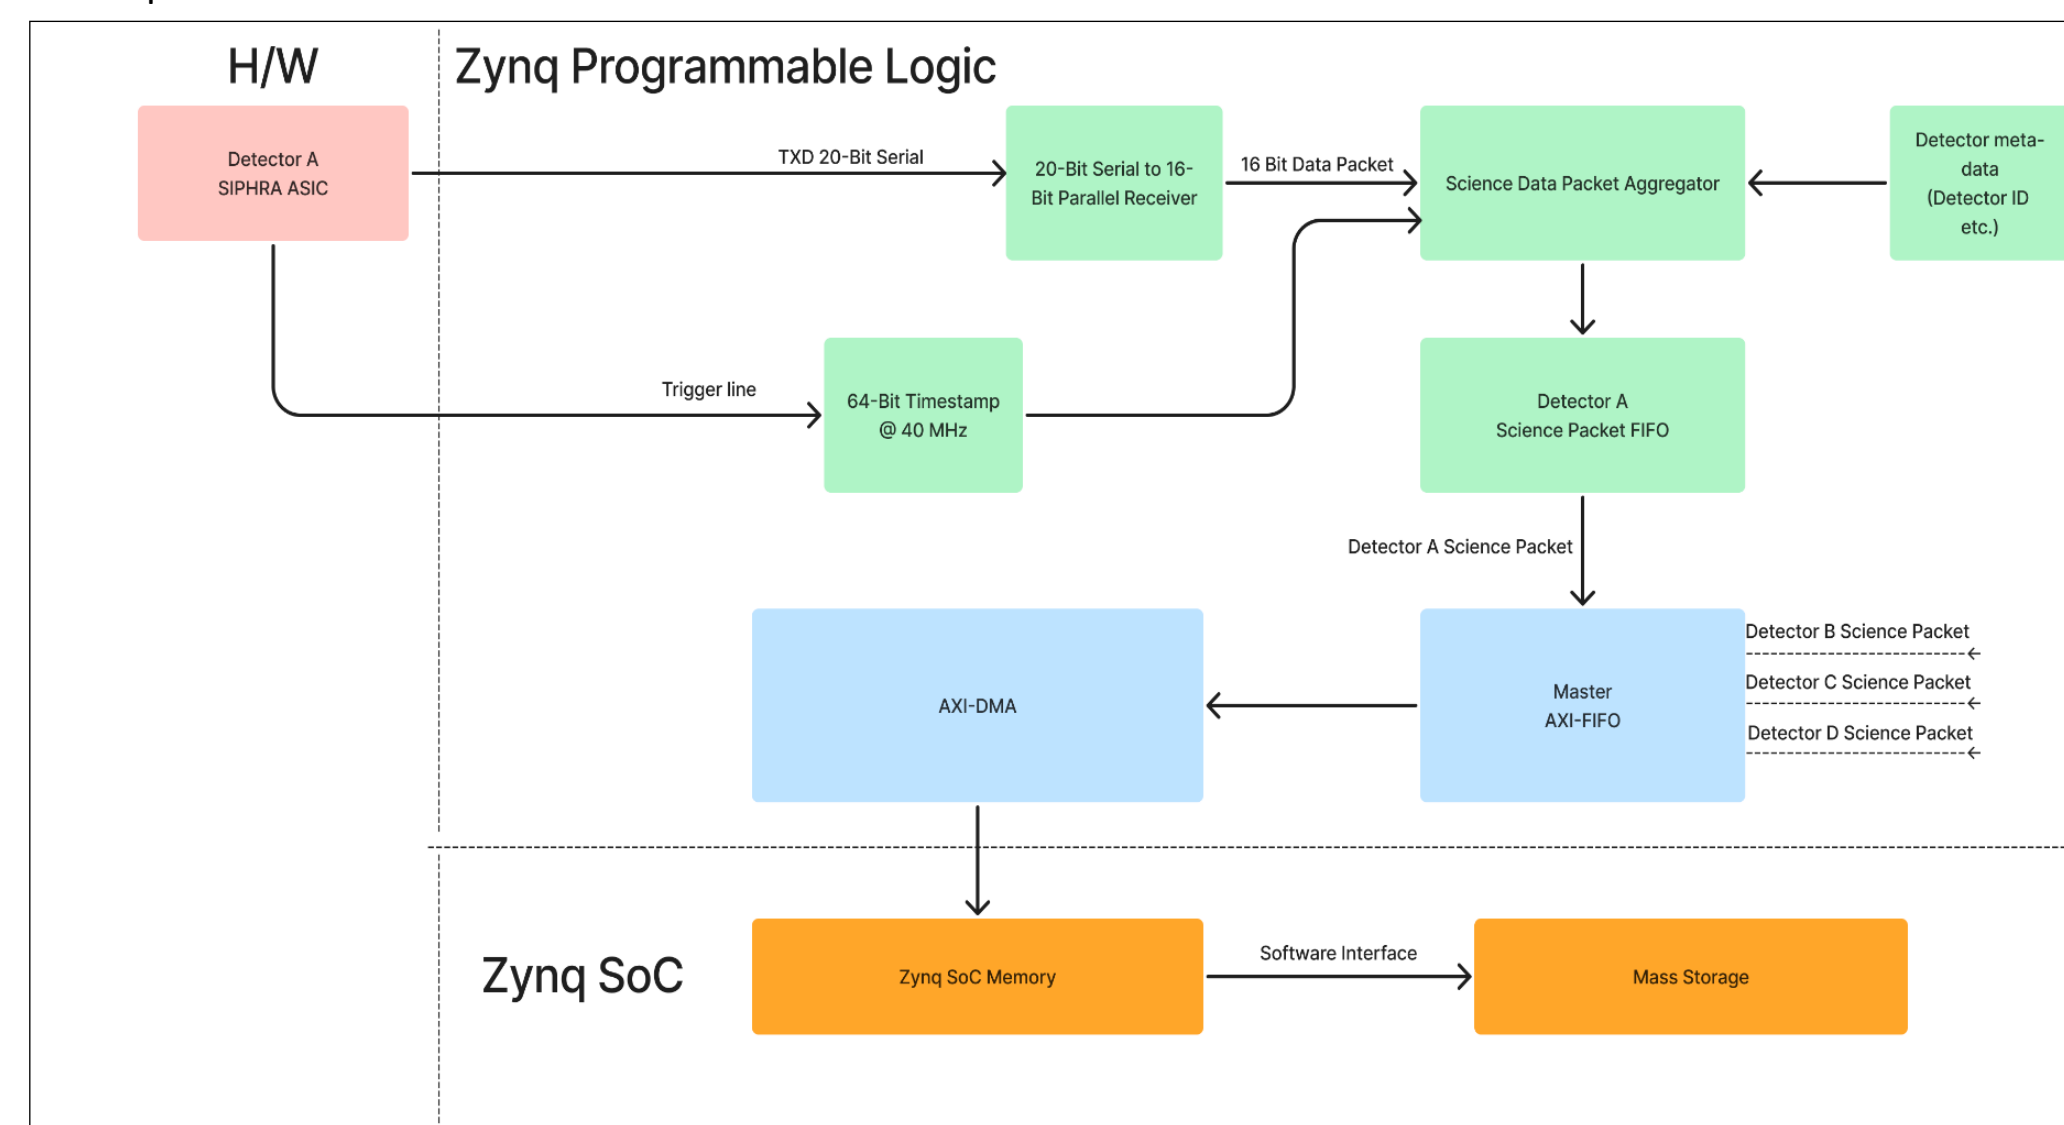 H/W
Zynq Programmable Logic
Detector A
SIPHRA ASIC
TXD 20-Bit Serial
20-Bit Serial to 16-
Bit Parallel Receiver
16 Bit Data Packet
Science Data Packet Aggregator
Detector meta-
data
(Detector ID
etc.)
Trigger line
64-Bit Timestamp
@ 40 MHz
Detector A
Science Packet FIFO
Detector A Science Packet
AXI-DMA
Master
AXI-FIFO
Detector B Science Packet
Detector C Science Packet
Detector D Science Packet
Zynq SoC
Zynq SoC Memory
Software Interface
Mass Storage